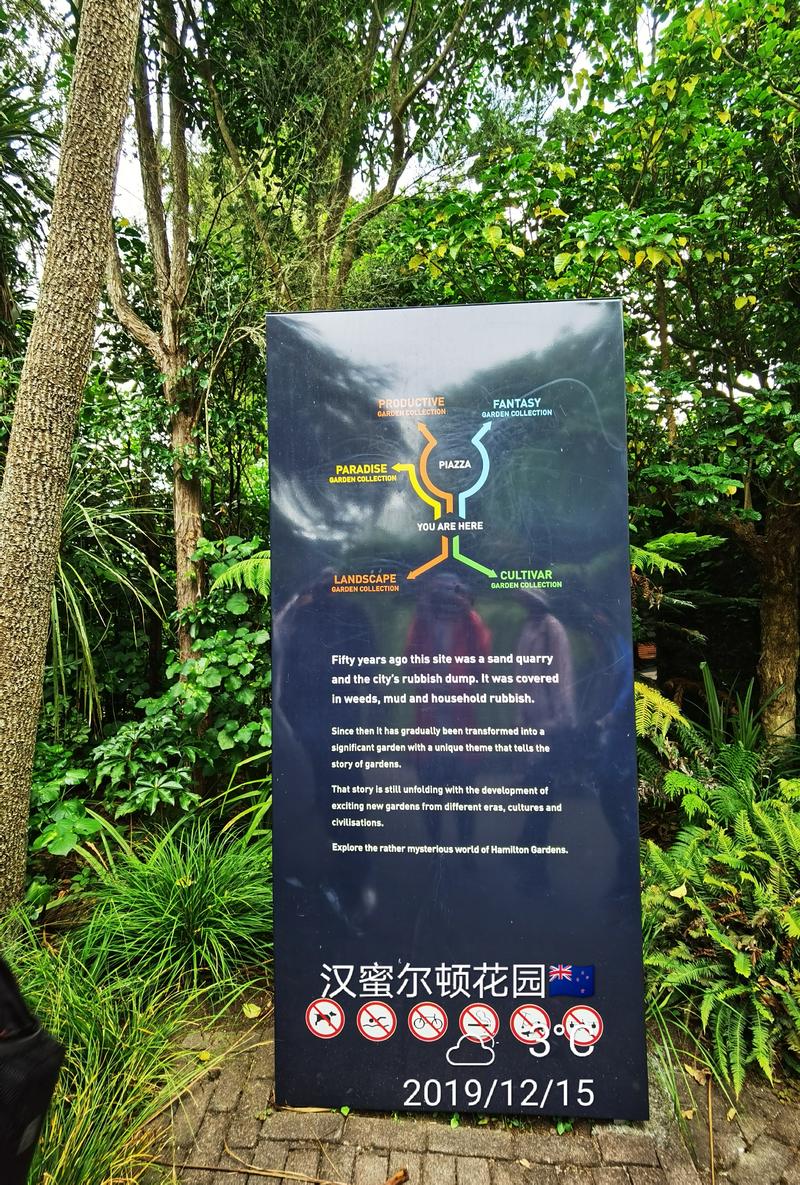 PRODUCTIVE
GARDEN COLLECTION
FANTASY
GARDEN COLLECTION
PARADISE
GARDEN COLLECTION
PIAZZA
YOU ARE HERE
LANDSCAPE
GARDEN COLLECTION
CULTIVAR
GARDEN COLLECTION
Fifty years ago this site was a sand quarry
and the city's rubbish dump. It was covered
in weeds, mud and household rubbish.
Since then it has gradually been transformed into a
significant garden with a unique theme that tells the
story of gardens.
That story is still unfolding with the development of
exciting new gardens from different eras, cultures and
civilisations.
Explore the rather mysterious world of Hamilton Gardens.
汉蜜尔顿花园🇳🇿
3°C
2019/12/15